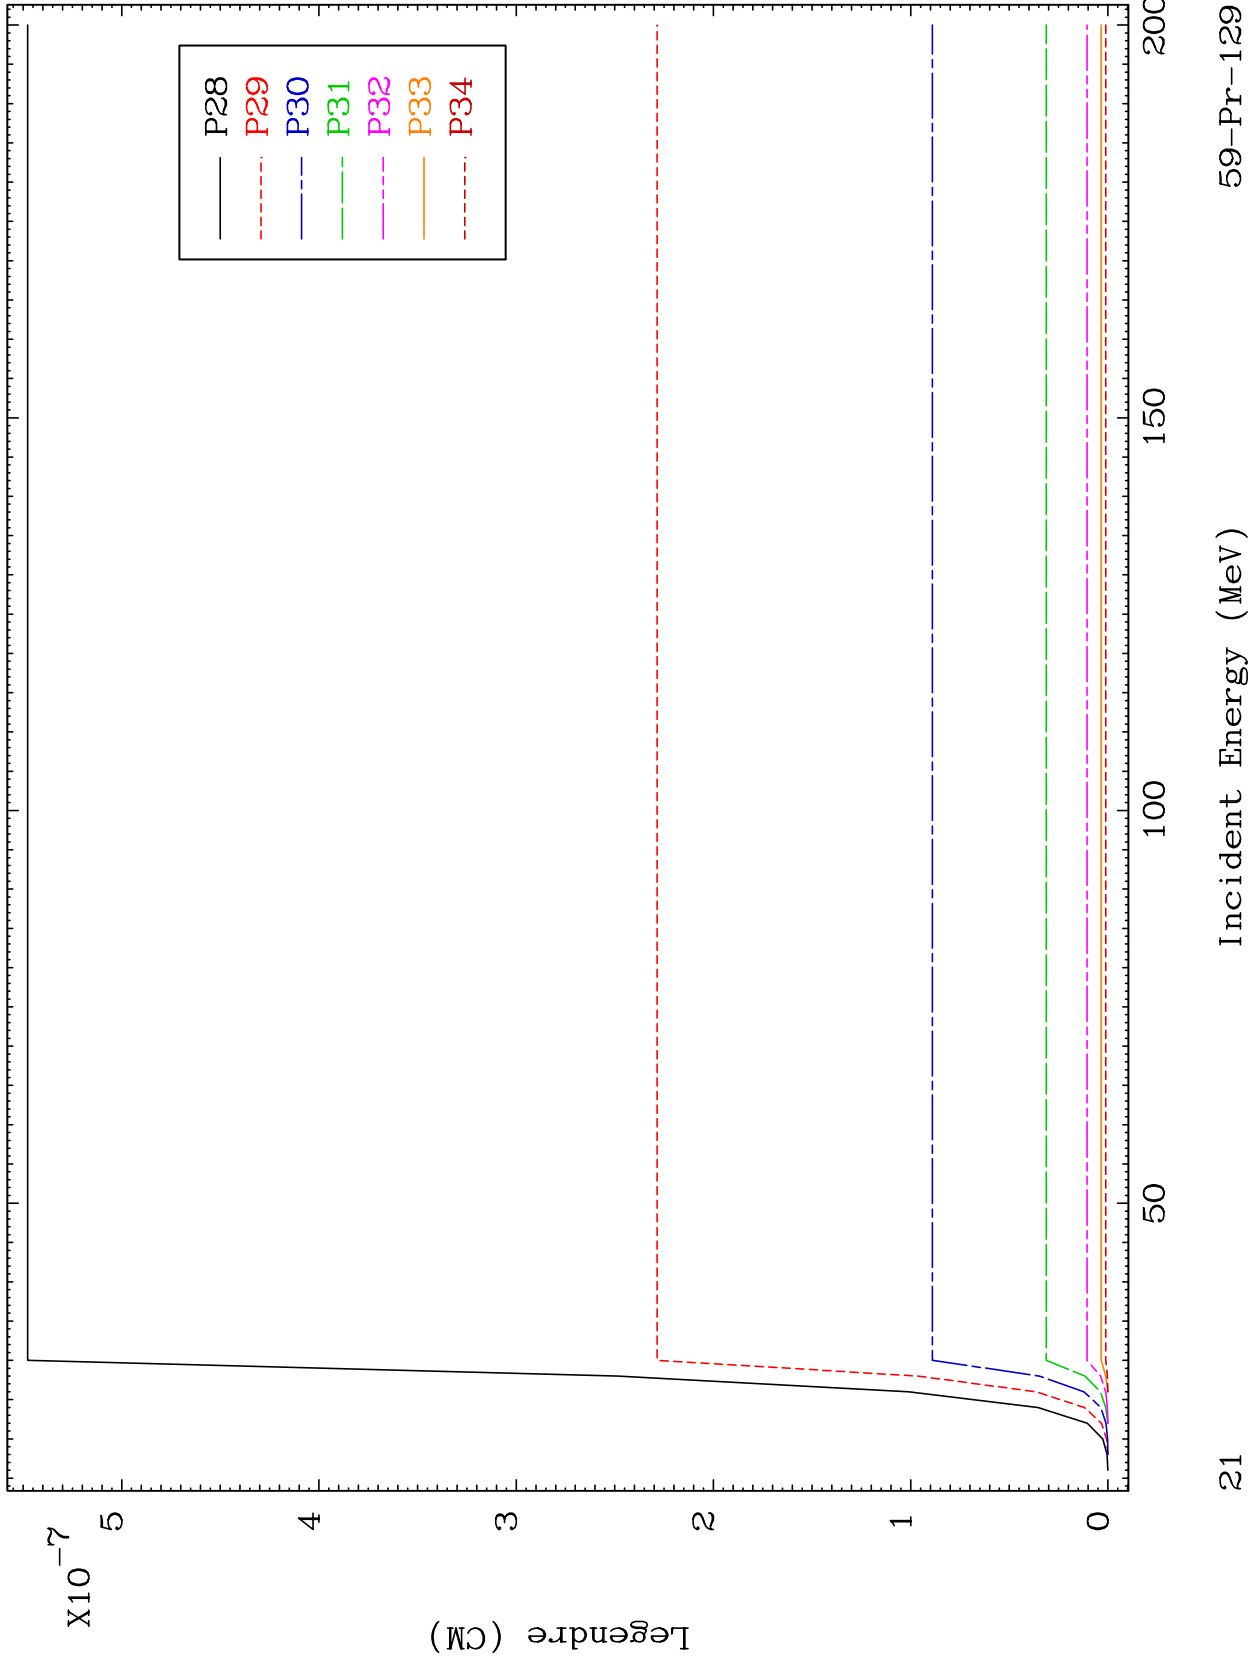 X10-7
5
4
3
2
1
0
Legendre (CM)
P28
P29
P30
P31
P32
P33
P34
50
100
150
200
21
Incident Energy (MeV)
59-Pr-129